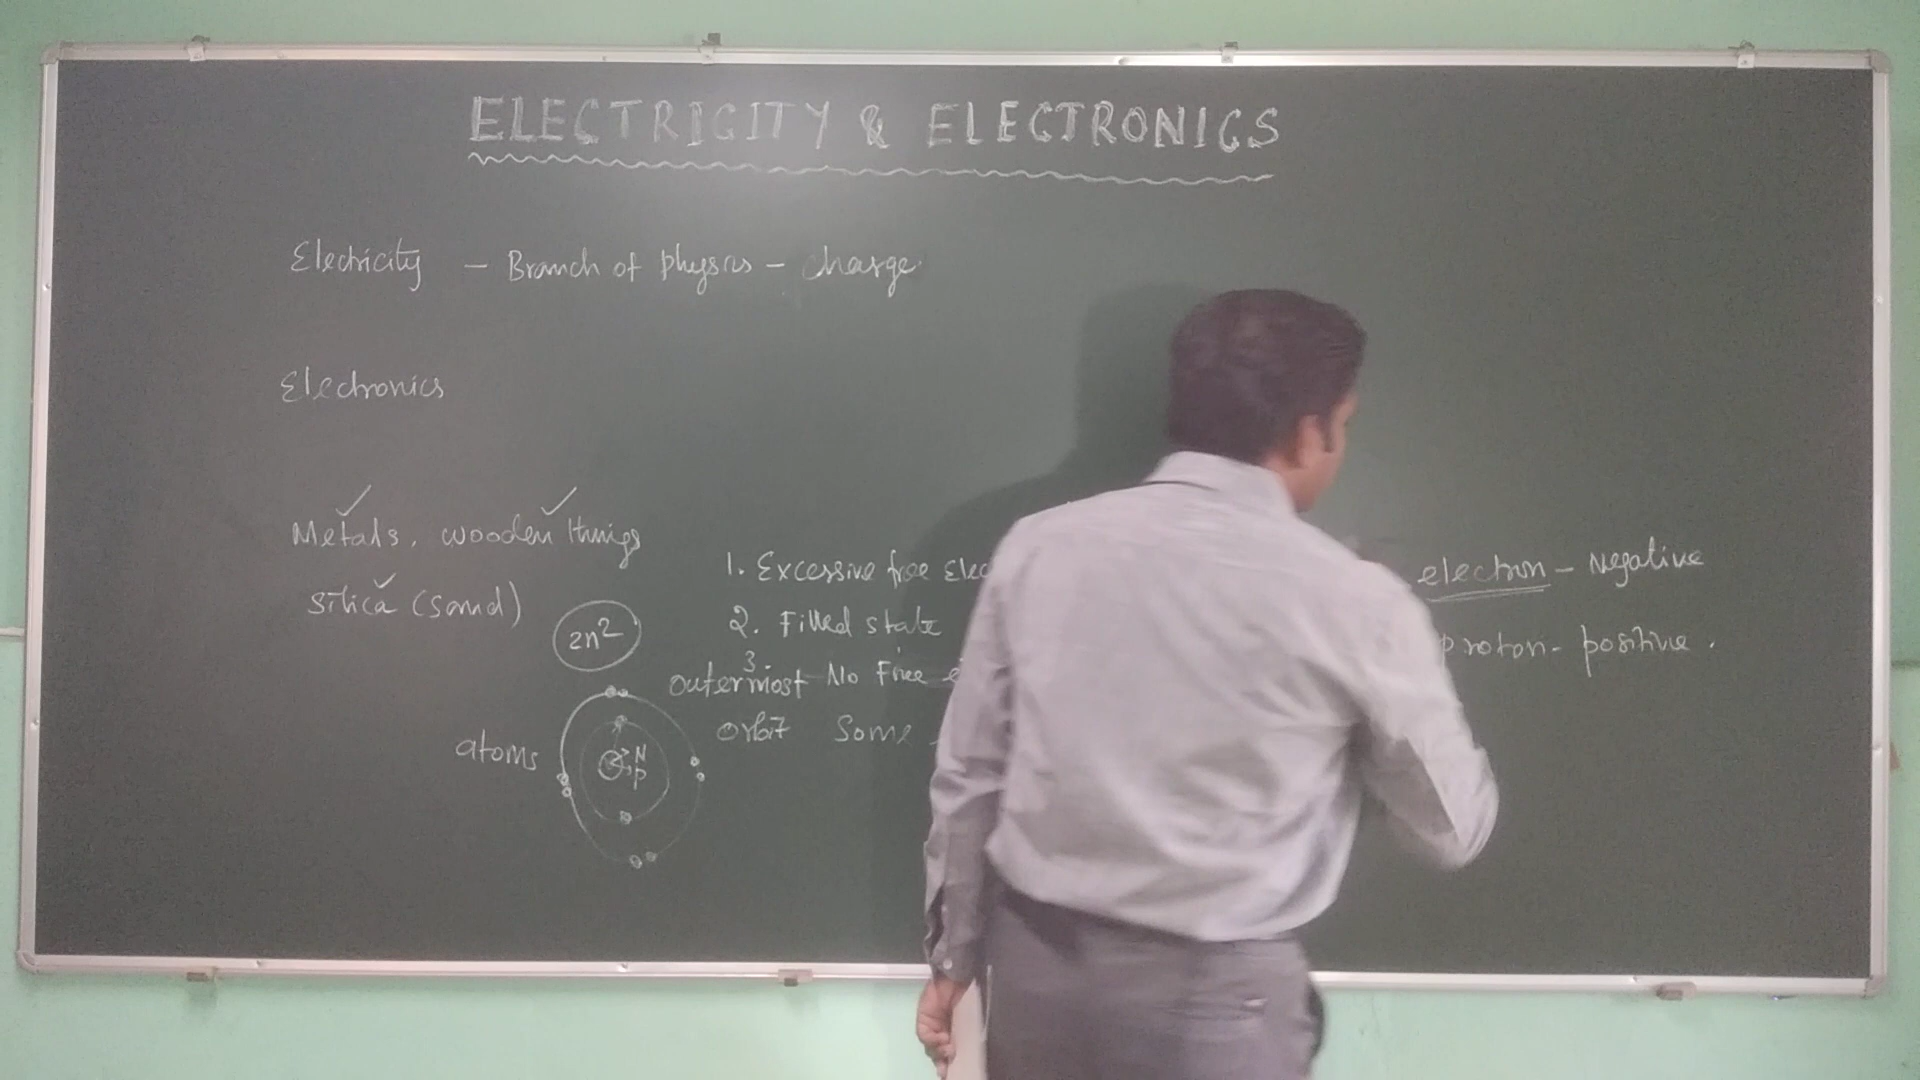 ELECTRICITY & ELECTRONICS
Electricity - Branch of physics - charge
Electronics
Metals, wooden things
silica (sand)
2n²
atoms
N
P
1. Excessive free Elec
2. Filled state
3. No Free e
outermost
orbit some
electron - Negative
proton - positive.